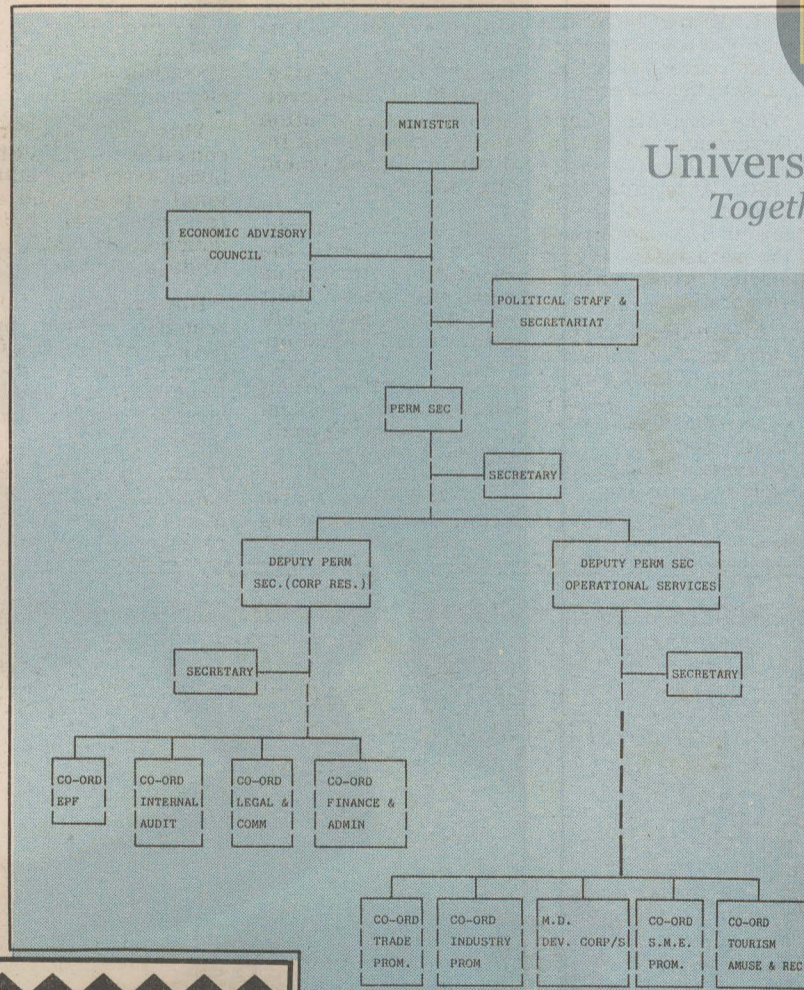 MINISTER
Univers
Togeth
ECONOMIC ADVISORY
COUNCIL
POLITICAL STAFF &
SECRETARIAT
PERM SEC
SECRETARY
DEPUTY PERM
SEC.(CORP RES.)
DEPUTY PERM SEC
OPERATIONAL SERVICES
SECRETARY
SECRETARY
CO-ORD
EPF
CO-ORD
INTERNAL
AUDIT
CO-ORD
LEGAL &
COMM
CO-ORD
FINANCE &
ADMIN
CO-ORD
TRADE
PROM.
CO-ORD
INDUSTRY
PROM
M.D.
DEV. CORP/S
CO-ORD
S.M.E.
PROM.
CO-ORD
TOURISM
AMUSE & REC